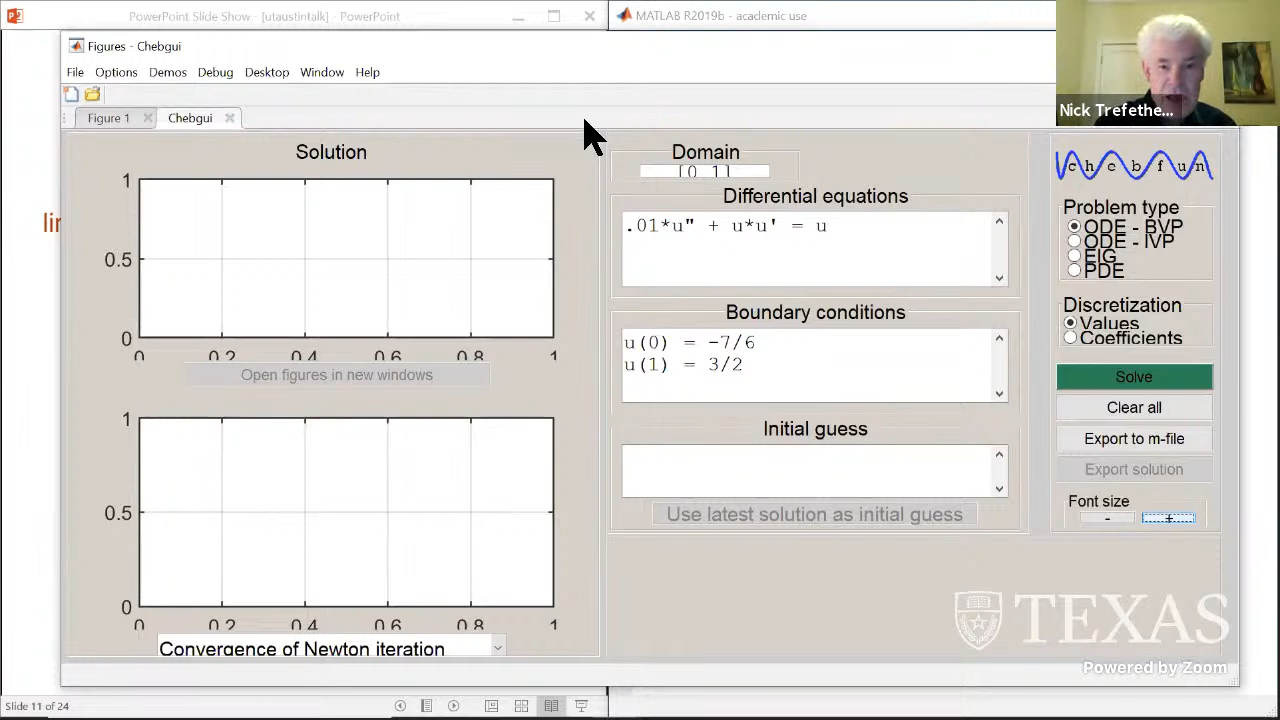 PowerPoint Slide Show - [utaustintalk] - PowerPoint
MATLAB R2019b - academic use
Figures - Chebgui
File Options Demos Debug Desktop Window Help
Figure 1
Chebgui
Nick Trefethe...
Solution
1
0.5
0
0 0.2 0.4 0.6 0.8 1
Open figures in new windows
1
0.5
0
0 0.2 0.4 0.6 0.8 1
Convergence of Newton iteration
Domain
[0 1]
Differential equations
.01*u" + u*u' = u
Boundary conditions
u(0) = -7/6
u(1) = 3/2
Initial guess
Use latest solution as initial guess
chebfun
Problem type
ODE - BVP
ODE - IVP
EIG
PDE
Discretization
Values
Coefficients
Solve
Clear all
Export to m-file
Export solution
Font size
- +
TEXAS
Powered by Zoom
Slide 11 of 24